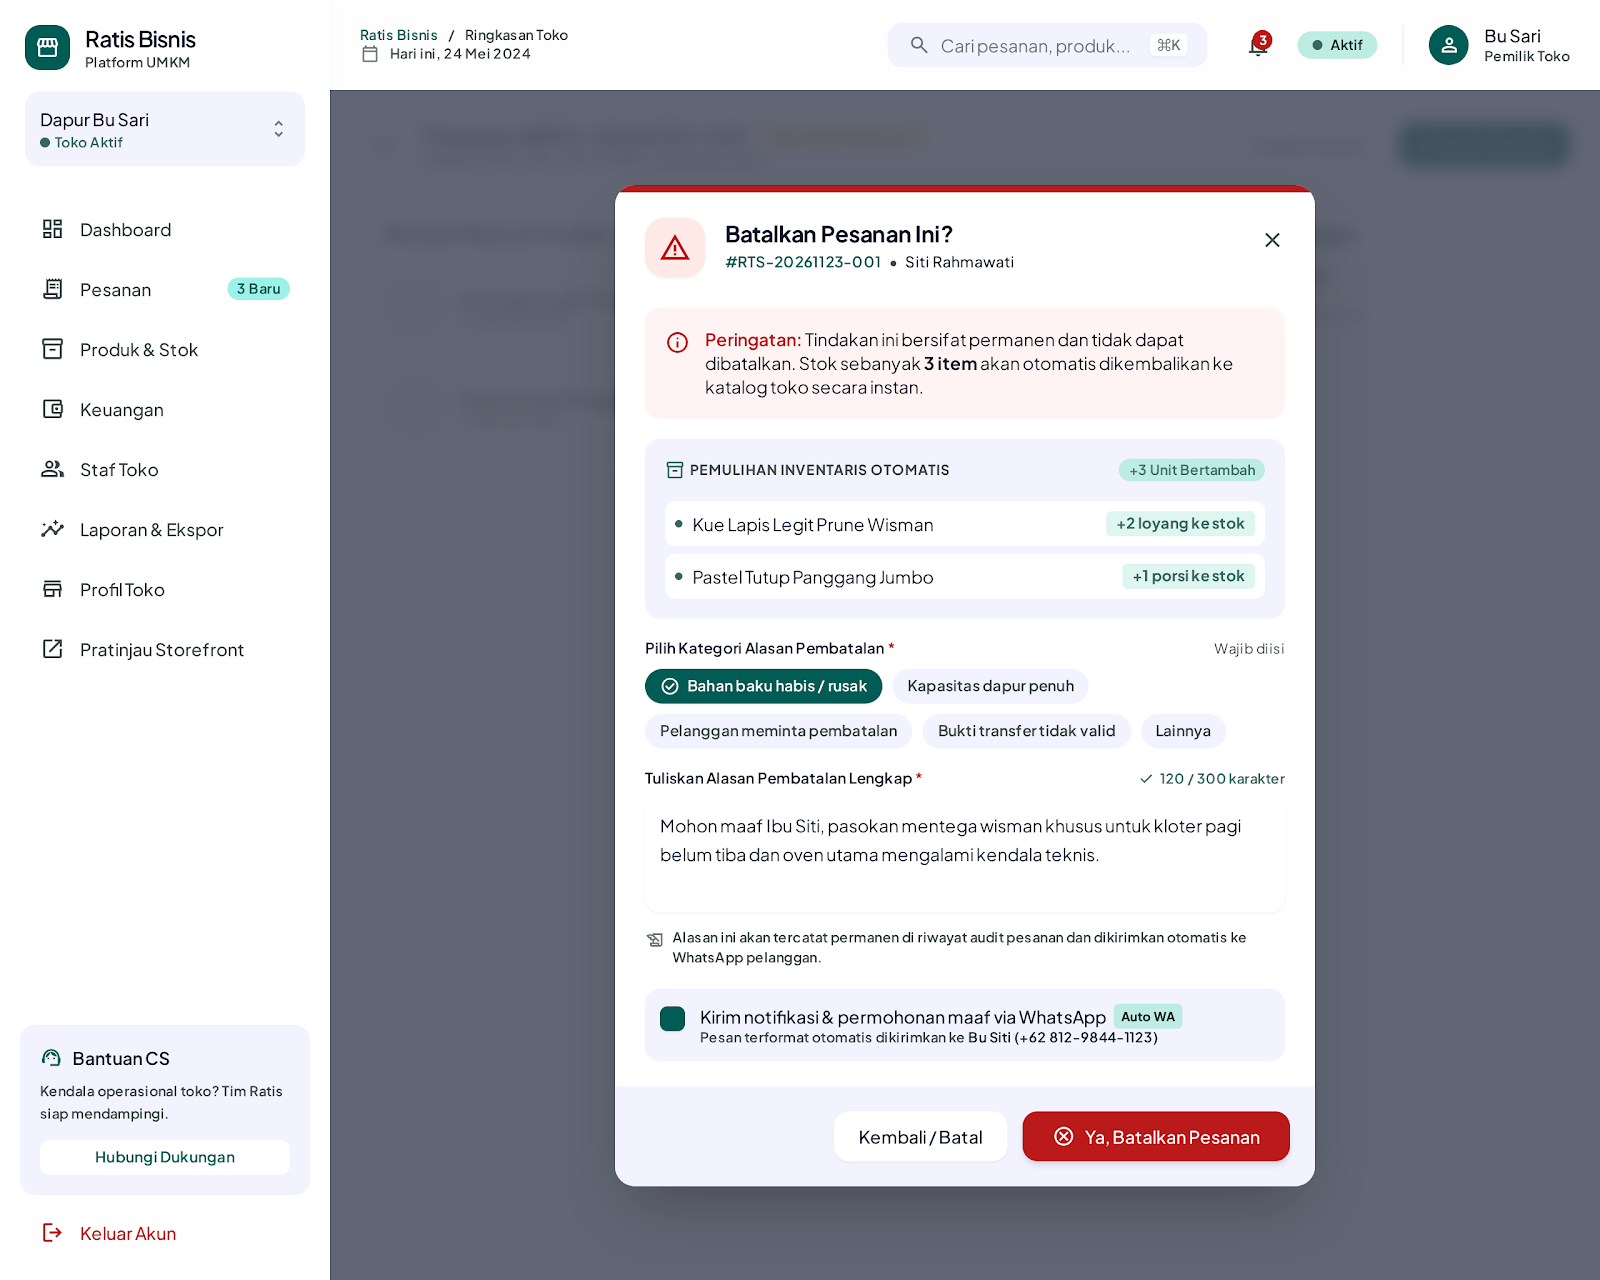 Ratis Bisnis
Platform UMKM
Dapur Bu Sari
Toko Aktif
Dashboard
Pesanan
3 Baru
Produk & Stok
Keuangan
Staf Toko
Laporan & Ekspor
Profil Toko
Pratinjau Storefront
Bantuan CS
Kendala operasional toko? Tim Ratis
siap mendampingi.
Hubungi Dukungan
Keluar Akun
Ratis Bisnis / Ringkasan Toko
Hari ini, 24 Mei 2024
Cari pesanan, produk...
⌘K
3
Aktif
Bu Sari
Pemilik Toko
Batalkan Pesanan Ini?
#RTS-20261123-001 • Siti Rahmawati
Peringatan: Tindakan ini bersifat permanen dan tidak dapat
dibatalkan. Stok sebanyak 3 item akan otomatis dikembalikan ke
katalog toko secara instan.
PEMULIHAN INVENTARIS OTOMATIS
+3 Unit Bertambah
Kue Lapis Legit Prune Wisman
+2 loyang ke stok
Pastel Tutup Panggang Jumbo
+1 porsi ke stok
Pilih Kategori Alasan Pembatalan *
Wajib diisi
Bahan baku habis / rusak
Kapasitas dapur penuh
Pelanggan meminta pembatalan
Bukti transfer tidak valid
Lainnya
Tuliskan Alasan Pembatalan Lengkap *
120 / 300 karakter
Mohon maaf Ibu Siti, pasokan mentega wisman khusus untuk kloter pagi
belum tiba dan oven utama mengalami kendala teknis.
Alasan ini akan tercatat permanen di riwayat audit pesanan dan dikirimkan otomatis ke
WhatsApp pelanggan.
Kirim notifikasi & permohonan maaf via WhatsApp
Auto WA
Pesan terformat otomatis dikirimkan ke Bu Siti (+62 812-9844-1123)
Kembali / Batal
Ya, Batalkan Pesanan